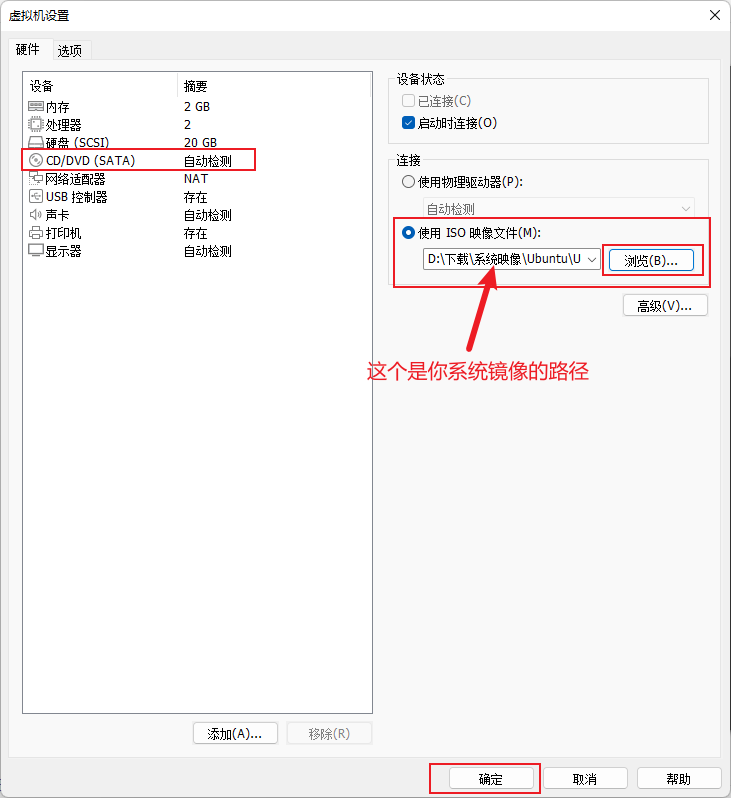 虚拟机设置
硬件 选项
设备 摘要
内存 2 GB
处理器 2
硬盘 (SCSI) 20 GB
CD/DVD (SATA) 自动检测
网络适配器 NAT
USB 控制器 存在
声卡 自动检测
打印机 存在
显示器 自动检测
添加(A)... 移除(R)
设备状态
已连接(C)
启动时连接(O)
连接
使用物理驱动器(P):
自动检测
使用 ISO 映像文件(M):
D:\下载\系统映像\Ubuntu\U 浏览(B)...
高级(V)...
这个是你系统镜像的路径
确定 取消 帮助